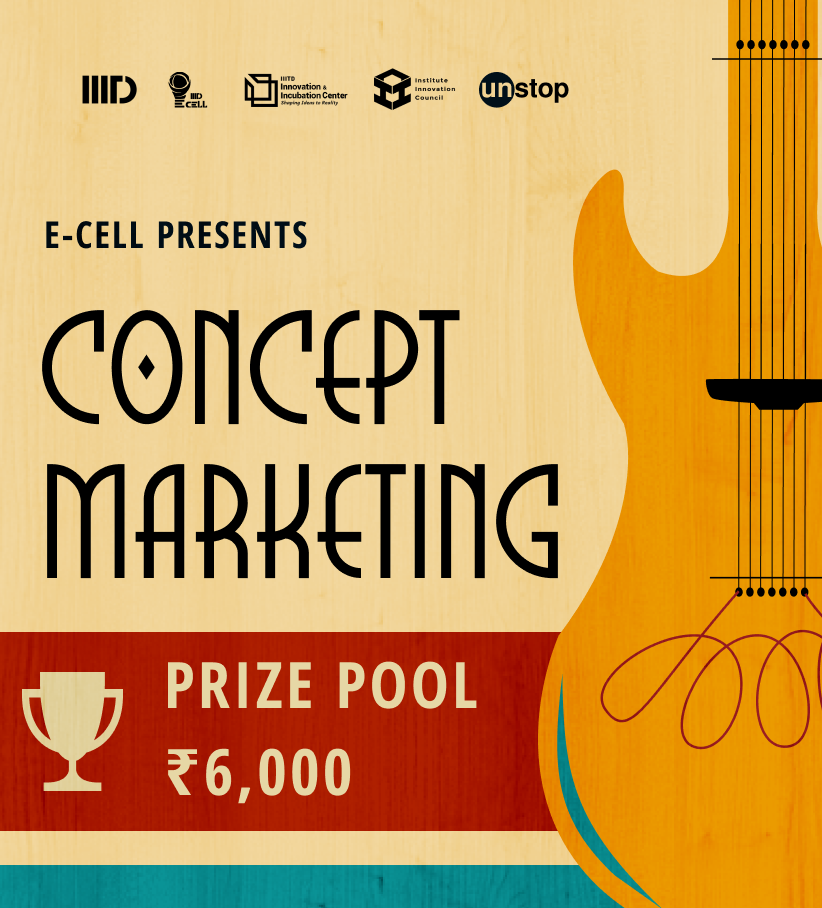 IIITD
IIID
CELL
IIITD
Innovation &
Incubation Center
Shaping Ideas to Reality
Institute
Innovation
Council
unstop
E-CELL PRESENTS
CONCEPT
MARKETING
PRIZE POOL
₹6,000